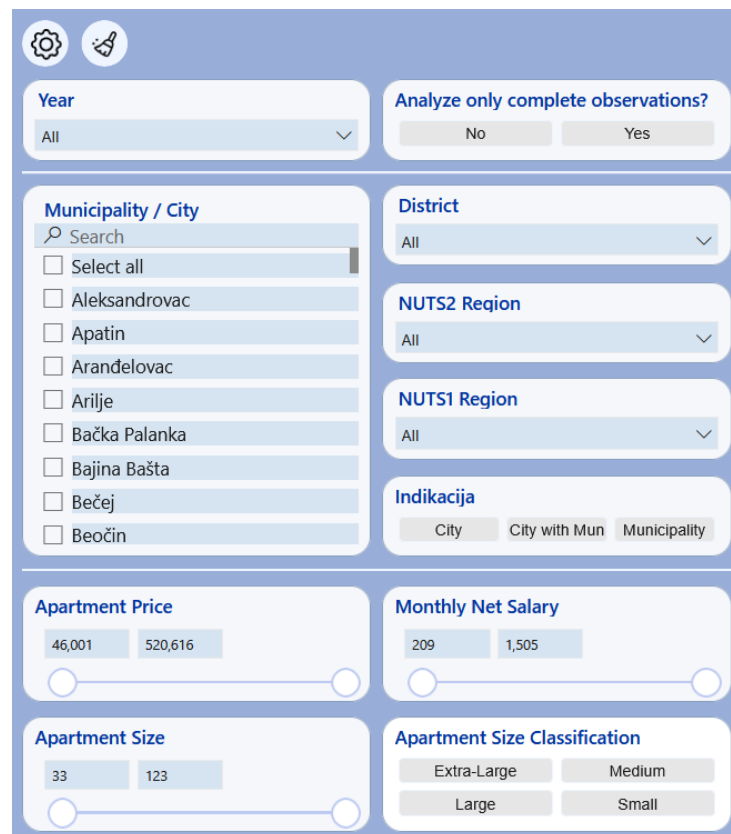 Year
All
Analyze only complete observations?
No Yes
Municipality / City
Search
Select all
Aleksandrovac
Apatin
Aranđelovac
Arilje
Bačka Palanka
Bajina Bašta
Bečej
Beočin
District
All
NUTS2 Region
All
NUTS1 Region
All
Indikacija
City City with Mun Municipality
Apartment Price
46,001 520,616
Monthly Net Salary
209 1,505
Apartment Size
33 123
Apartment Size Classification
Extra-Large Medium
Large Small